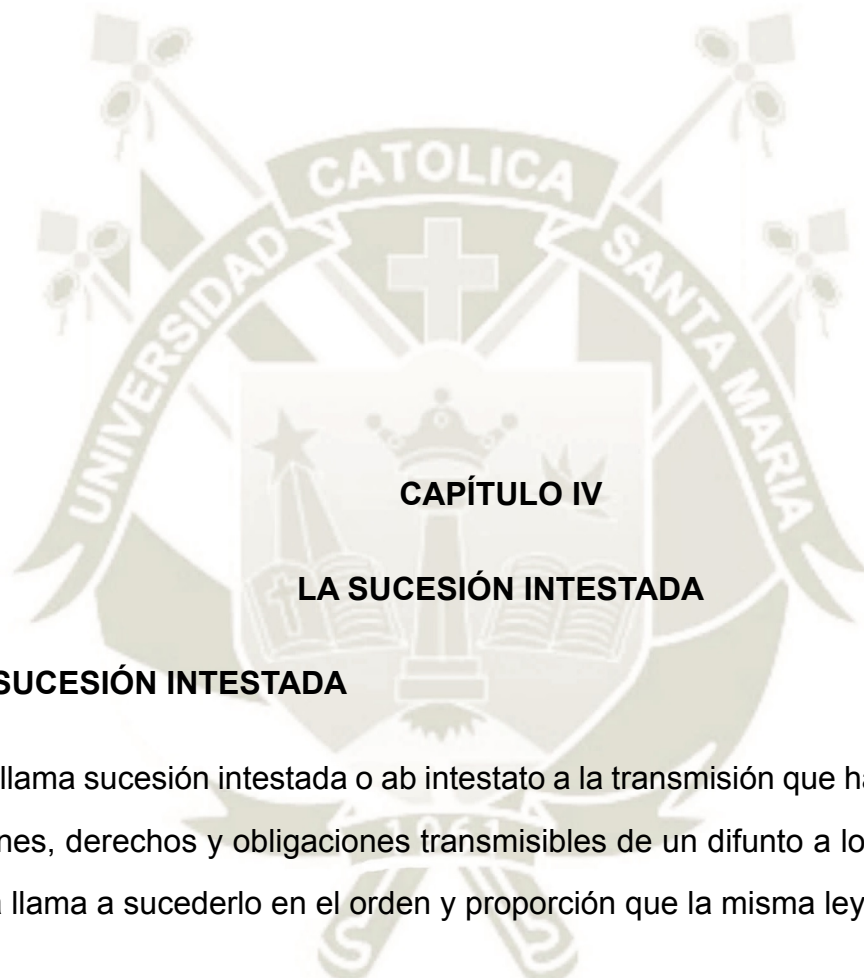 CATOLICA
UNIVERSIDAD
SANTA MARIA
CAPÍTULO IV
LA SUCESIÓN INTESTADA
SUCESIÓN INTESTADA
llama sucesión intestada o ab intestato a la transmisión que ha
nes, derechos y obligaciones transmisibles de un difunto a lo
a llama a sucederlo en el orden y proporción que la misma ley
1961